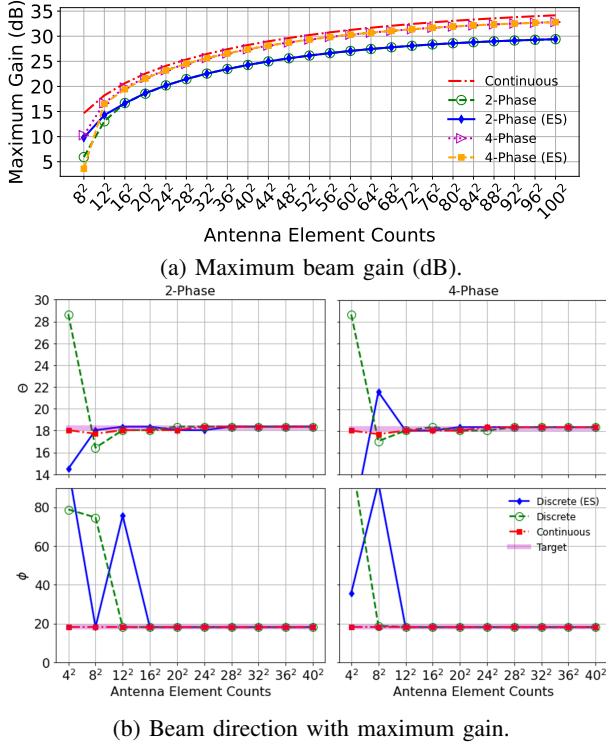 Maximum Gain (dB)
35
30
25
20
15
10
5
Continuous
2-Phase
2-Phase (ES)
4-Phase
4-Phase (ES)
8² 12² 16² 20² 24² 28² 32² 36² 40² 44² 48² 52² 56² 60² 64² 68² 72² 76² 80² 84² 88² 92² 96² 100²
Antenna Element Counts
(a) Maximum beam gain (dB).
2-Phase 4-Phase
Θ
30
28
26
24
22
20
18
16
14
ϕ
80
60
40
20
0
Discrete (ES)
Discrete
Continuous
Target
4² 8² 12² 16² 20² 24² 28² 32² 36² 40² 4² 8² 12² 16² 20² 24² 28² 32² 36² 40²
Antenna Element Counts Antenna Element Counts
(b) Beam direction with maximum gain.